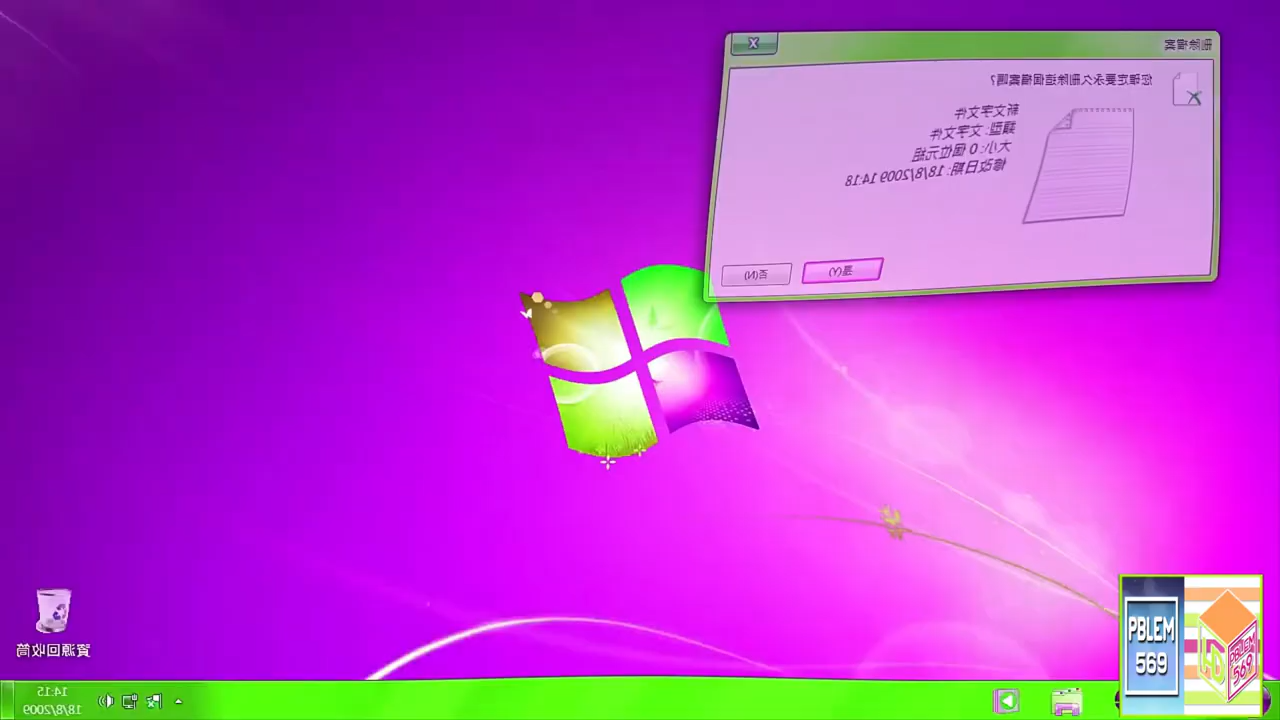 刪除檔案
您確定要永久刪除這個檔案嗎?
新文字文件
類型: 文字文件
大小: 0 個位元組
修改日期: 18/8/2009 14:18
是(Y)
否(N)
資源回收筒
14:15
18/8/2009
PBLEM
569
PBLEM
569